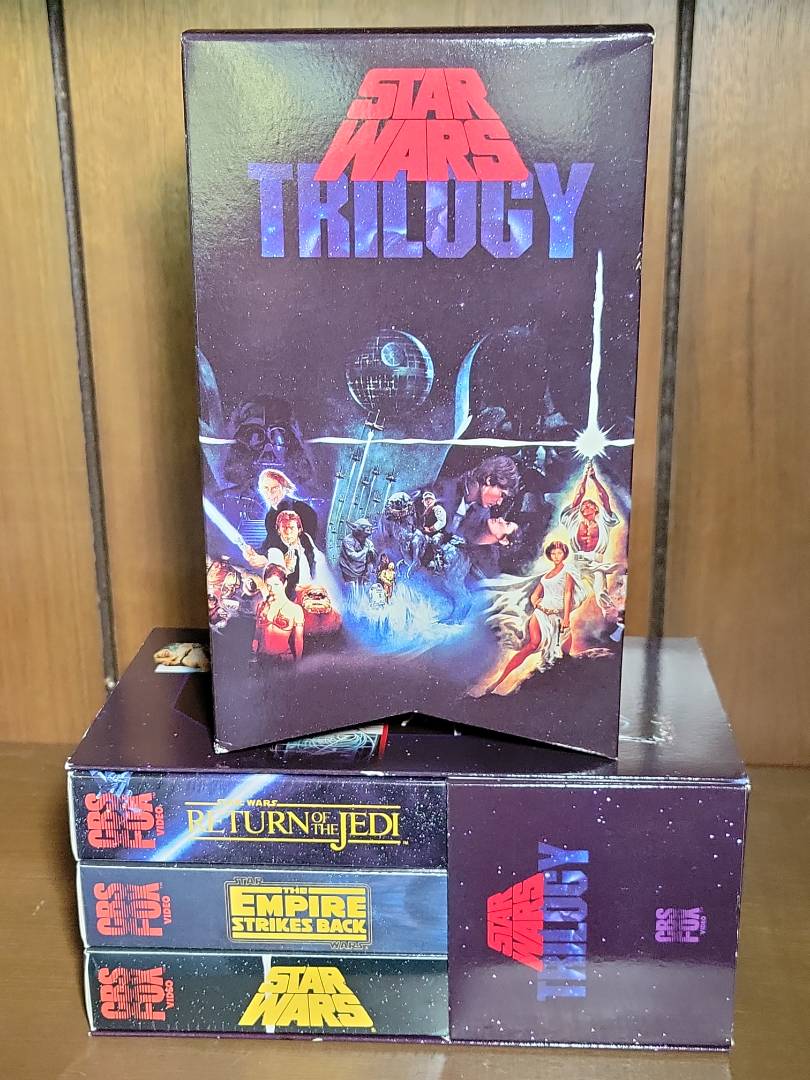 STAR
WARS
TRILOGY
CBS
FOX
VIDEO
STAR WARS
RETURN OF THE JEDI
™
CBS
FOX
VIDEO
STAR
THE
EMPIRE
STRIKES BACK
WARS
CBS
FOX
VIDEO
STAR
WARS
STAR
WARS
TRILOGY
CBS
FOX
VIDEO